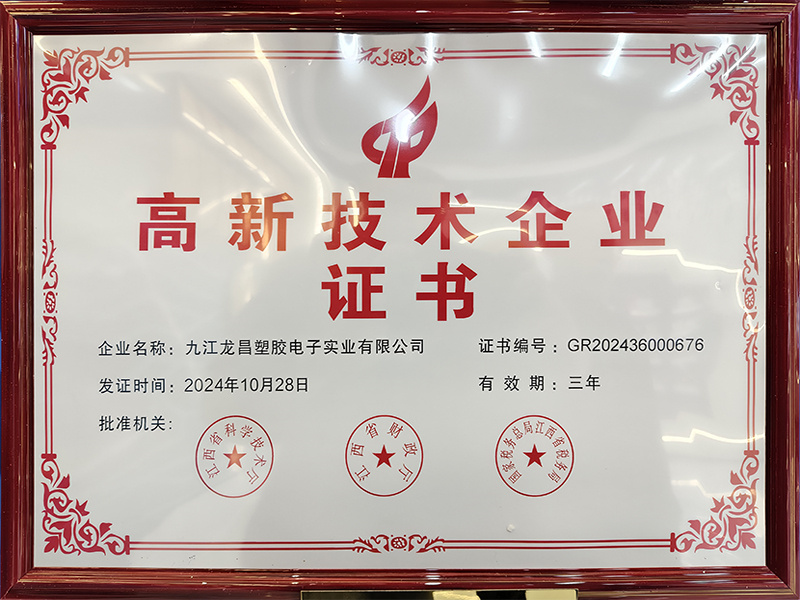 高新技术企业
证书
企业名称：九江龙昌塑胶电子实业有限公司
证书编号：GR202436000676
发证时间：2024年10月28日
有效期：三年
批准机关：
江西省科学技术厅
江西省财政厅
国家税务总局江西省税务局